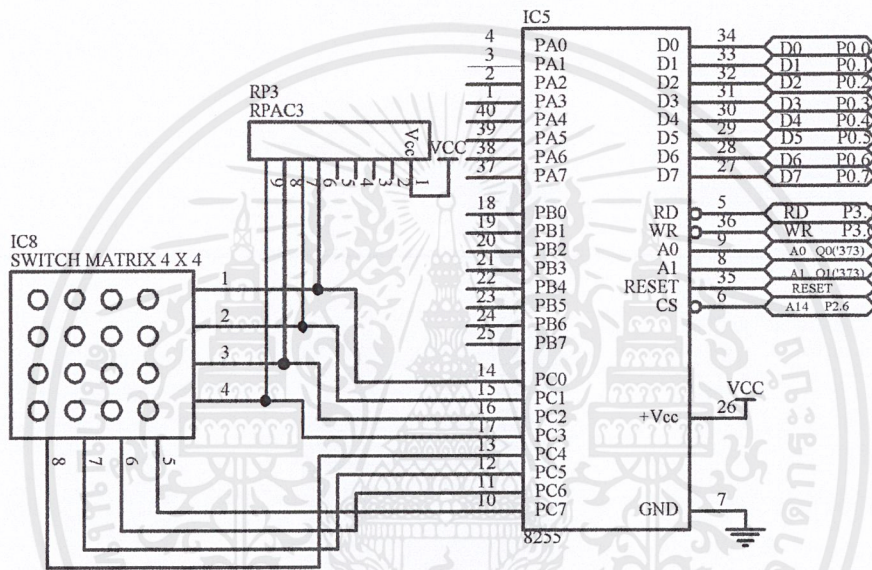 IC5
4 PA0 D0 34 D0 P0.0
3 PA1 D1 33 D1 P0.1
2 PA2 D2 32 D2 P0.2
1 PA3 D3 31 D3 P0.3
40 PA4 D4 30 D4 P0.4
39 PA5 D5 29 D5 P0.5
38 PA6 D6 28 D6 P0.6
37 PA7 D7 27 D7 P0.7
RP3
RPAC3
Vcc
VCC
9 8 7 6 5 4 3 2 1
18 PB0 RD 5 RD P3.
19 PB1 WR 36 WR P3.
20 PB2 A0 9 A0 Q0('373)
21 PB3 A1 8 A1 Q1('373)
22 PB4 RESET 35 RESET
23 PB5 CS 6 A14 P2.6
24 PB6
25 PB7
IC8
SWITCH MATRIX 4 X 4
1
2
3
4
8 7 6 5
14 PC0
15 PC1
16 PC2
17 PC3
13 PC4
12 PC5
11 PC6
10 PC7
+Vcc 26 VCC
GND 7
8255